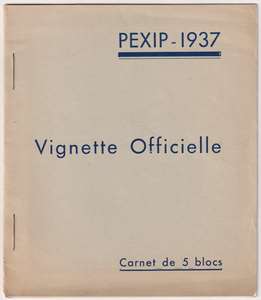 PEXIP-1937
Vignette Officielle
Carnet de 5 blocs